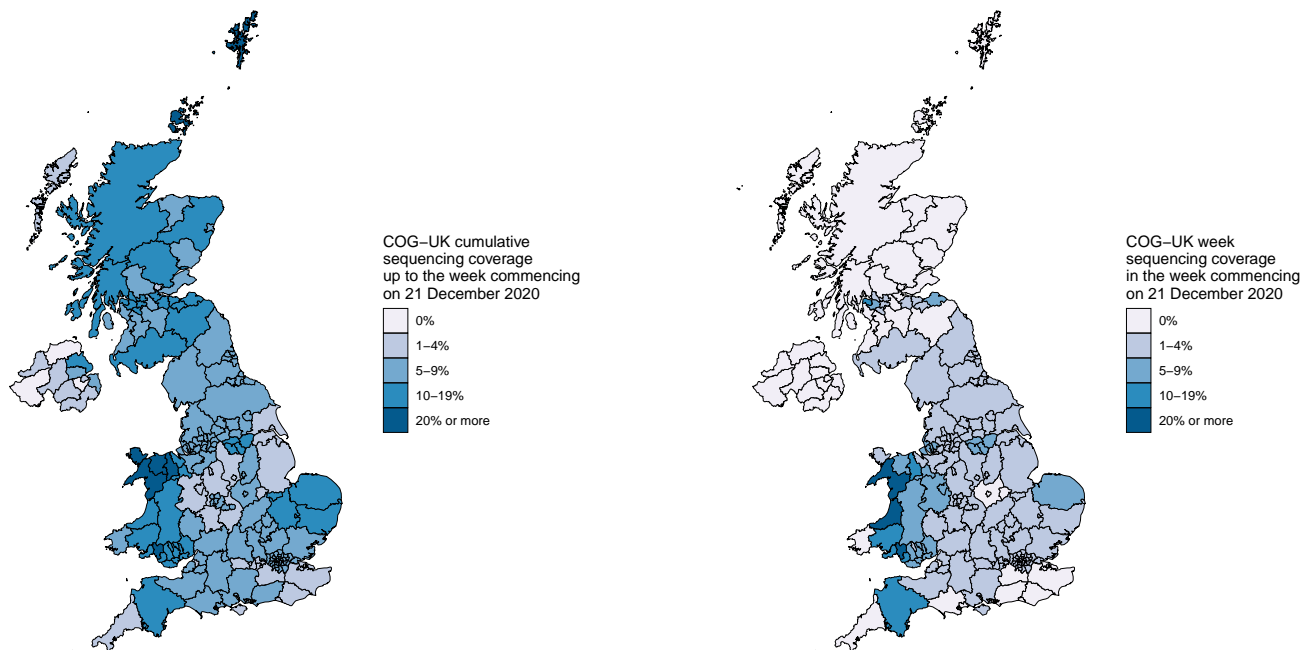 COG−UK cumulative
sequencing coverage
up to the week commencing
on 21 December 2020
0%
1−4%
5−9%
10−19%
20% or more
COG−UK week
sequencing coverage
in the week commencing
on 21 December 2020
0%
1−4%
5−9%
10−19%
20% or more